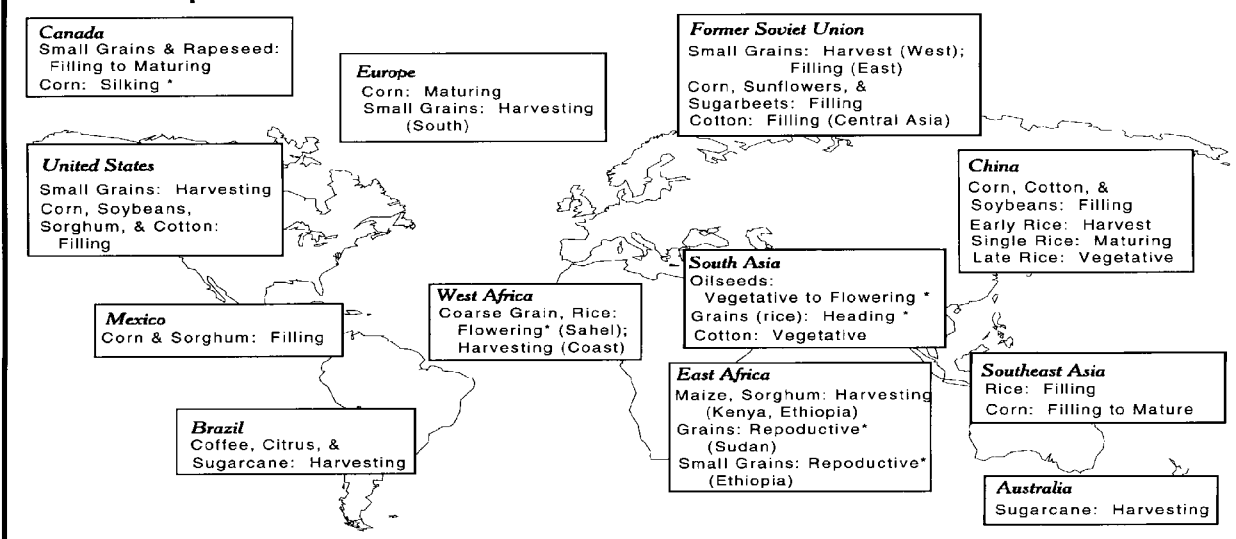 Canada
Small Grains & Rapeseed:
Filling to Maturing
Corn: Silking *
Europe
Corn: Maturing
Small Grains: Harvesting
(South)
Former Soviet Union
Small Grains: Harvest (West);
Filling (East)
Corn, Sunflowers, &
Sugarbeets: Filling
Cotton: Filling (Central Asia)
United States
Small Grains: Harvesting
Corn, Soybeans,
Sorghum, & Cotton:
Filling
China
Corn, Cotton, &
Soybeans: Filling
Early Rice: Harvest
Single Rice: Maturing
Late Rice: Vegetative
Mexico
Corn & Sorghum: Filling
West Africa
Coarse Grain, Rice:
Flowering* (Sahel);
Harvesting (Coast)
South Asia
Oilseeds:
Vegetative to Flowering *
Grains (rice): Heading *
Cotton: Vegetative
East Africa
Maize, Sorghum: Harvesting
(Kenya, Ethiopia)
Grains: Repoductive*
(Sudan)
Small Grains: Repoductive*
(Ethiopia)
Southeast Asia
Rice: Filling
Corn: Filling to Mature
Brazil
Coffee, Citrus, &
Sugarcane: Harvesting
Australia
Sugarcane: Harvesting